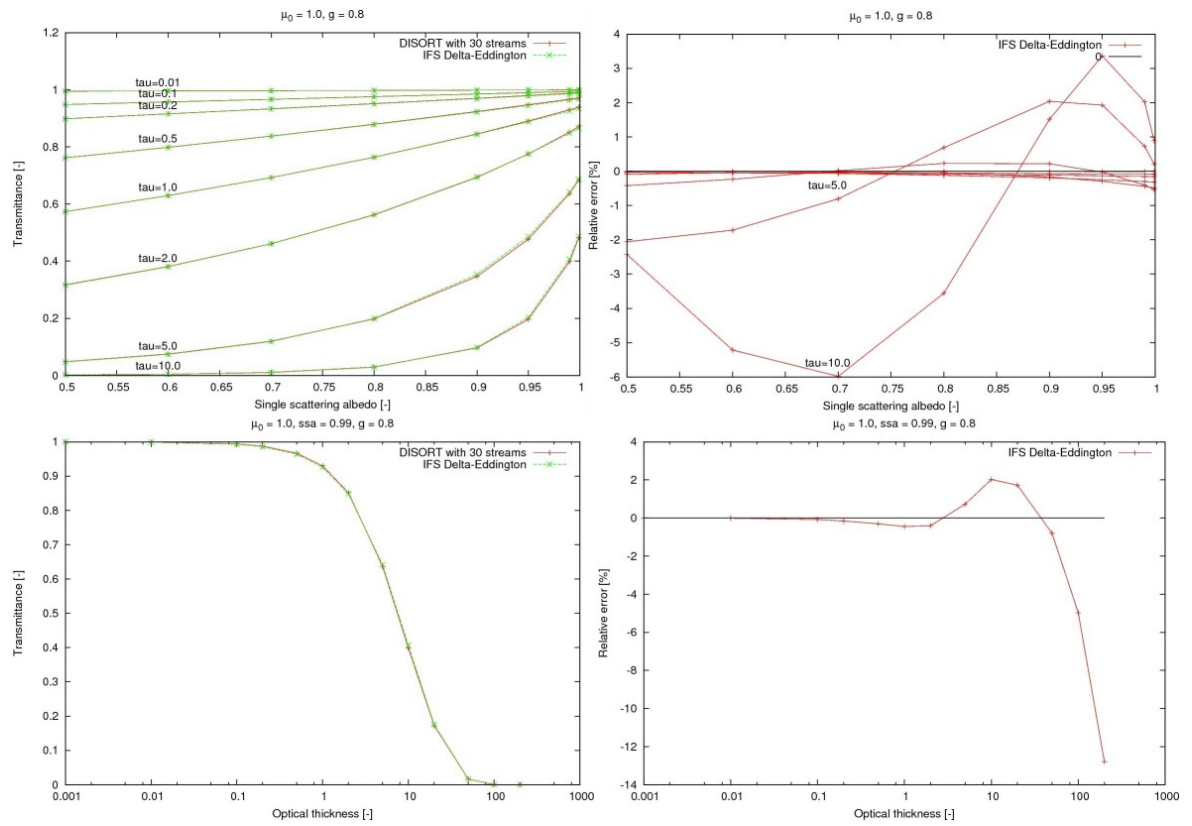 μ0 = 1.0, g = 0.8
DISORT with 30 streams
IFS Delta-Eddington
1.2
1
0.8
0.6
0.4
0.2
0
Transmittance [-]
tau=0.01
tau=0.1
tau=0.2
tau=0.5
tau=1.0
tau=2.0
tau=5.0
tau=10.0
0.5 0.55 0.6 0.65 0.7 0.75 0.8 0.85 0.9 0.95 1
Single scattering albedo [-]
μ0 = 1.0, g = 0.8
IFS Delta-Eddington
0
4
3
2
1
0
-1
-2
-3
-4
-5
-6
Relative error [%]
tau=5.0
tau=10.0
0.5 0.55 0.6 0.65 0.7 0.75 0.8 0.85 0.9 0.95 1
Single scattering albedo [-]
μ0 = 1.0, ssa = 0.99, g = 0.8
DISORT with 30 streams
IFS Delta-Eddington
1
0.9
0.8
0.7
0.6
0.5
0.4
0.3
0.2
0.1
0
Transmittance [-]
0.001 0.01 0.1 1 10 100 1000
Optical thickness [-]
μ0 = 1.0, ssa = 0.99, g = 0.8
IFS Delta-Eddington
4
2
0
-2
-4
-6
-8
-10
-12
-14
Relative error [%]
0.001 0.01 0.1 1 10 100 1000
Optical thickness [-]